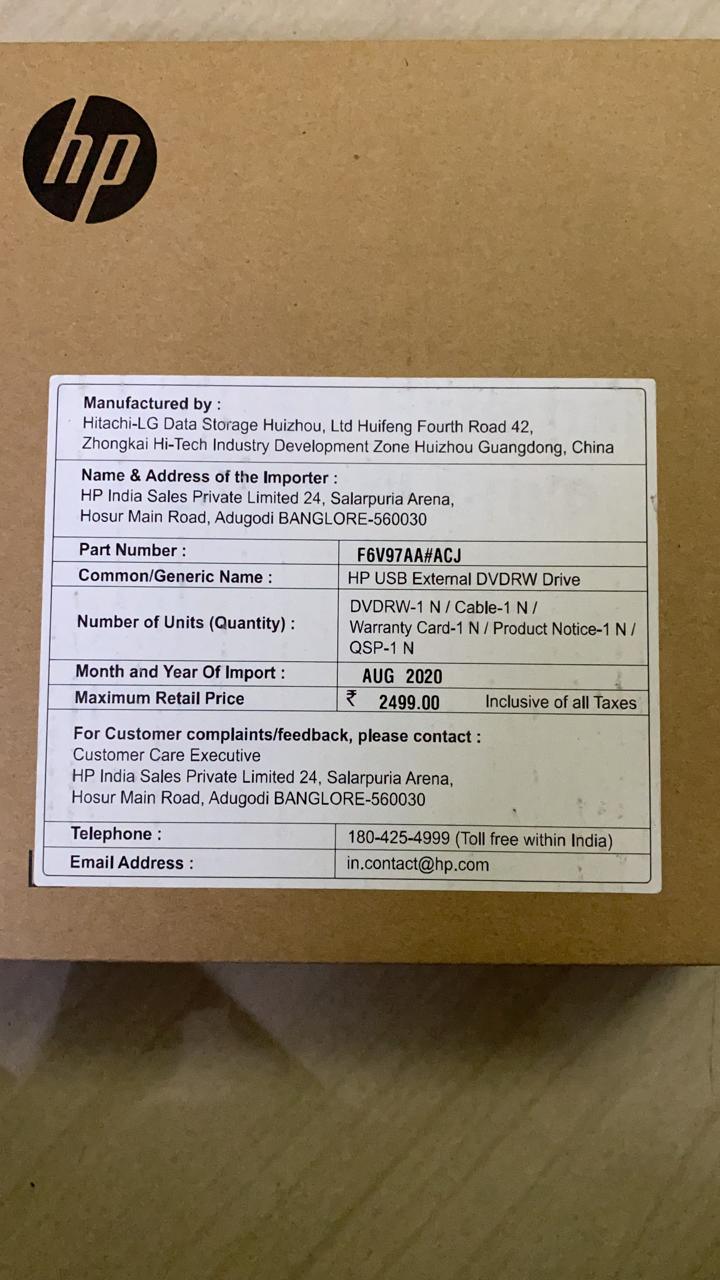 hp
Manufactured by :
Hitachi-LG Data Storage Huizhou, Ltd Huifeng Fourth Road 42,
Zhongkai Hi-Tech Industry Development Zone Huizhou Guangdong, China
Name & Address of the Importer :
HP India Sales Private Limited 24, Salarpuria Arena,
Hosur Main Road, Adugodi BANGLORE-560030
Part Number : F6V97AA#ACJ
Common/Generic Name : HP USB External DVDRW Drive
Number of Units (Quantity) : DVDRW-1 N / Cable-1 N /
Warranty Card-1 N / Product Notice-1 N /
QSP-1 N
Month and Year Of Import : AUG 2020
Maximum Retail Price ₹ 2499.00 Inclusive of all Taxes
For Customer complaints/feedback, please contact :
Customer Care Executive
HP India Sales Private Limited 24, Salarpuria Arena,
Hosur Main Road, Adugodi BANGLORE-560030
Telephone : 180-425-4999 (Toll free within India)
Email Address : in.contact@hp.com